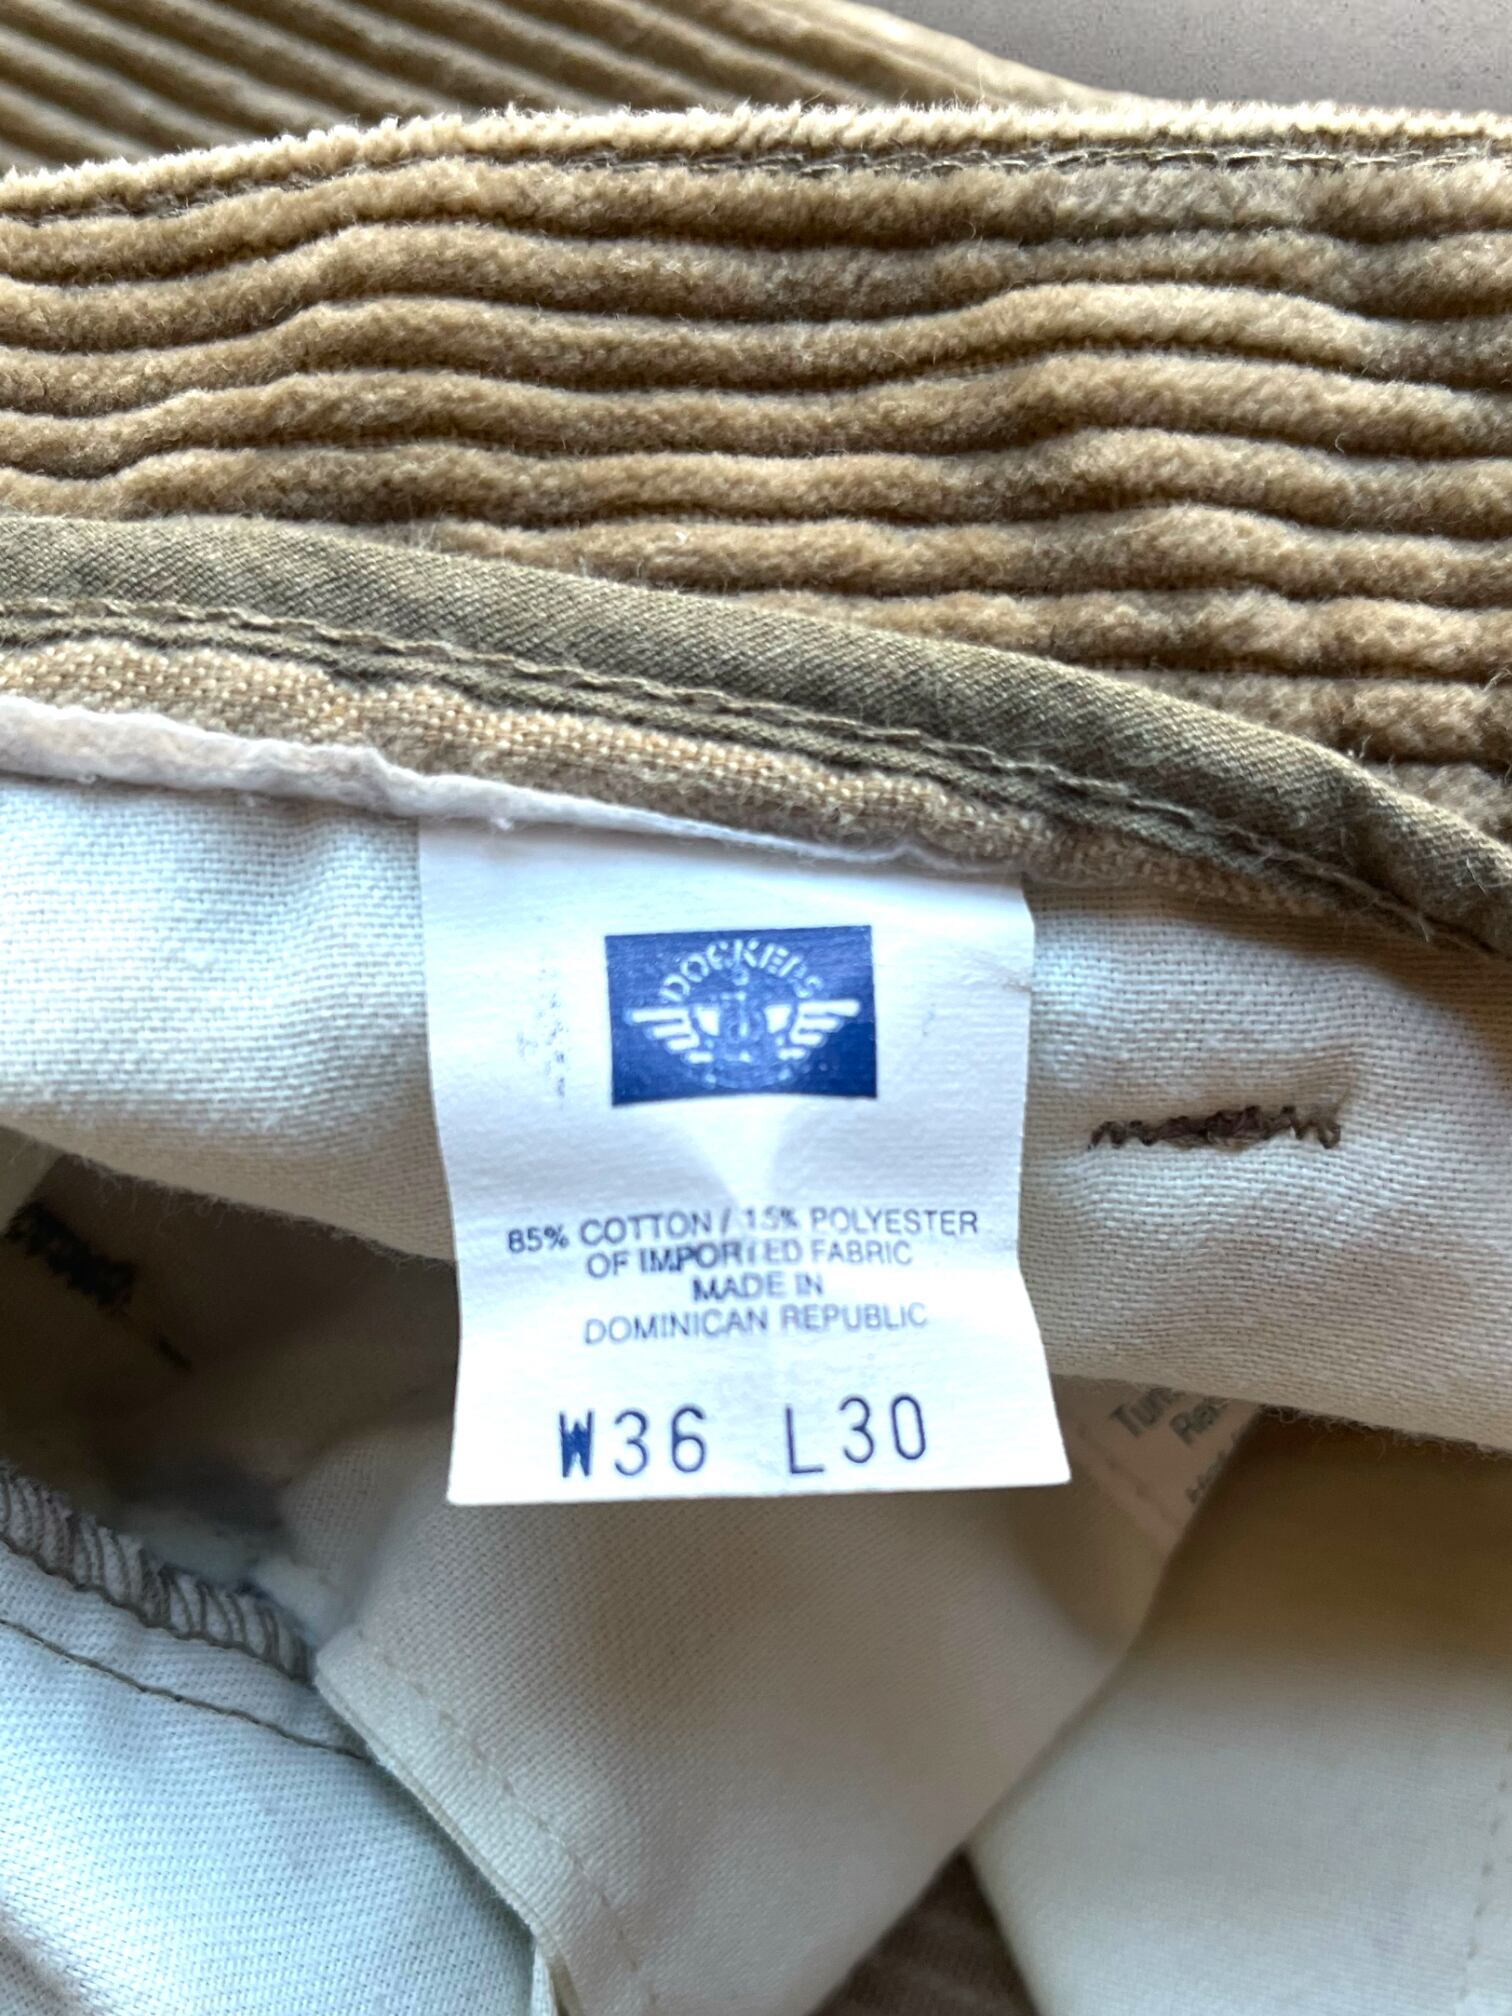 DOCKERS
85% COTTON / 15% POLYESTER
OF IMPORTED FABRIC
MADE IN
DOMINICAN REPUBLIC
W36 L30